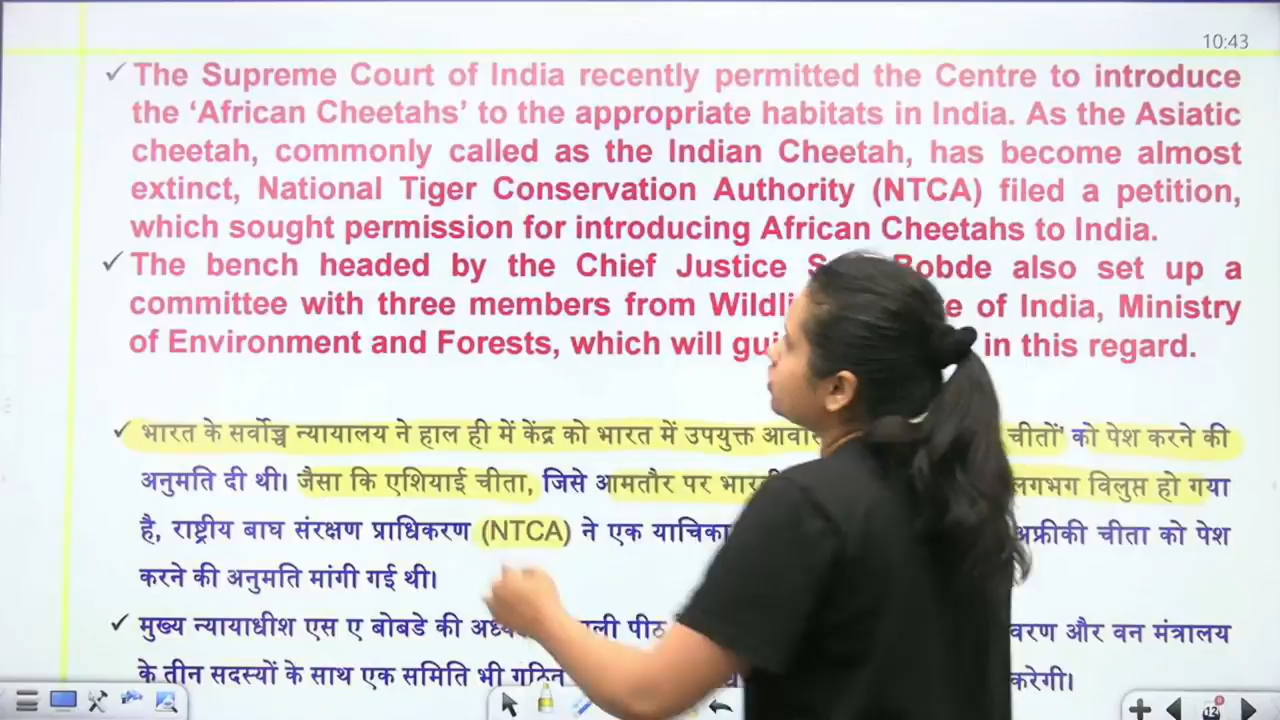 10:43
✓ The Supreme Court of India recently permitted the Centre to introduce
the ‘African Cheetahs’ to the appropriate habitats in India. As the Asiatic
cheetah, commonly called as the Indian Cheetah, has become almost
extinct, National Tiger Conservation Authority (NTCA) filed a petition,
which sought permission for introducing African Cheetahs to India.
✓ The bench headed by the Chief Justice Bobde also set up a
committee with three members from of India, Ministry
of Environment and Forests, which will in this regard.
✓ भारत के सर्वोच्च न्यायालय ने हाल ही में केंद्र को भारत में उपयुक्त चीतों' को पेश करने की
अनुमति दी थी। जैसा कि एशियाई चीता, जिसे आमतौर पर लगभग विलुप्त हो गया
है, राष्ट्रीय बाघ संरक्षण प्राधिकरण (NTCA) ने एक याचिका अफ्रीकी चीता को पेश
करने की अनुमति मांगी गई थी।
✓ मुख्य न्यायाधीश एस ए बोबडे की पीठ और वन मंत्रालय
के तीन सदस्यों के साथ एक समिति भी गठित करेगी।
12